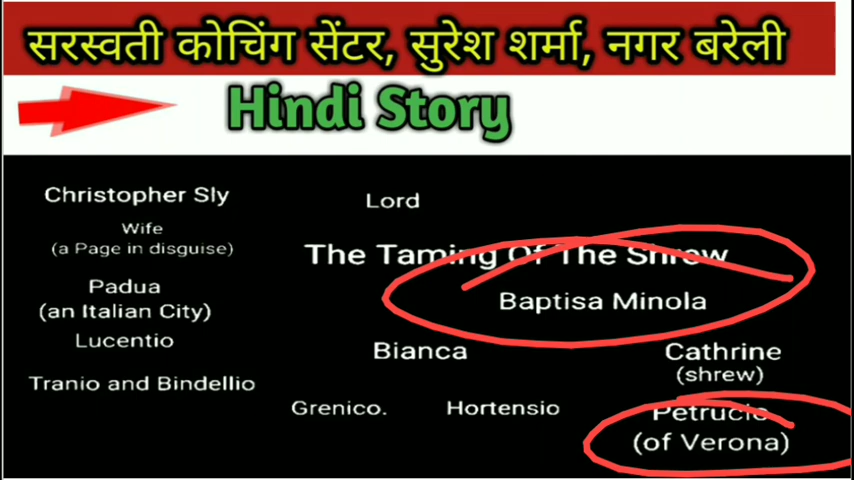 सरस्वती कोचिंग सेंटर, सुरेश शर्मा, नगर बरेली
Hindi Story
Christopher Sly
Lord
Wife
(a Page in disguise)
The Taming Of The Shrew
Padua
(an Italian City)
Baptisa Minola
Lucentio
Bianca
Cathrine
(shrew)
Tranio and Bindellio
Grenico.
Hortensio
Petrucio
(of Verona)